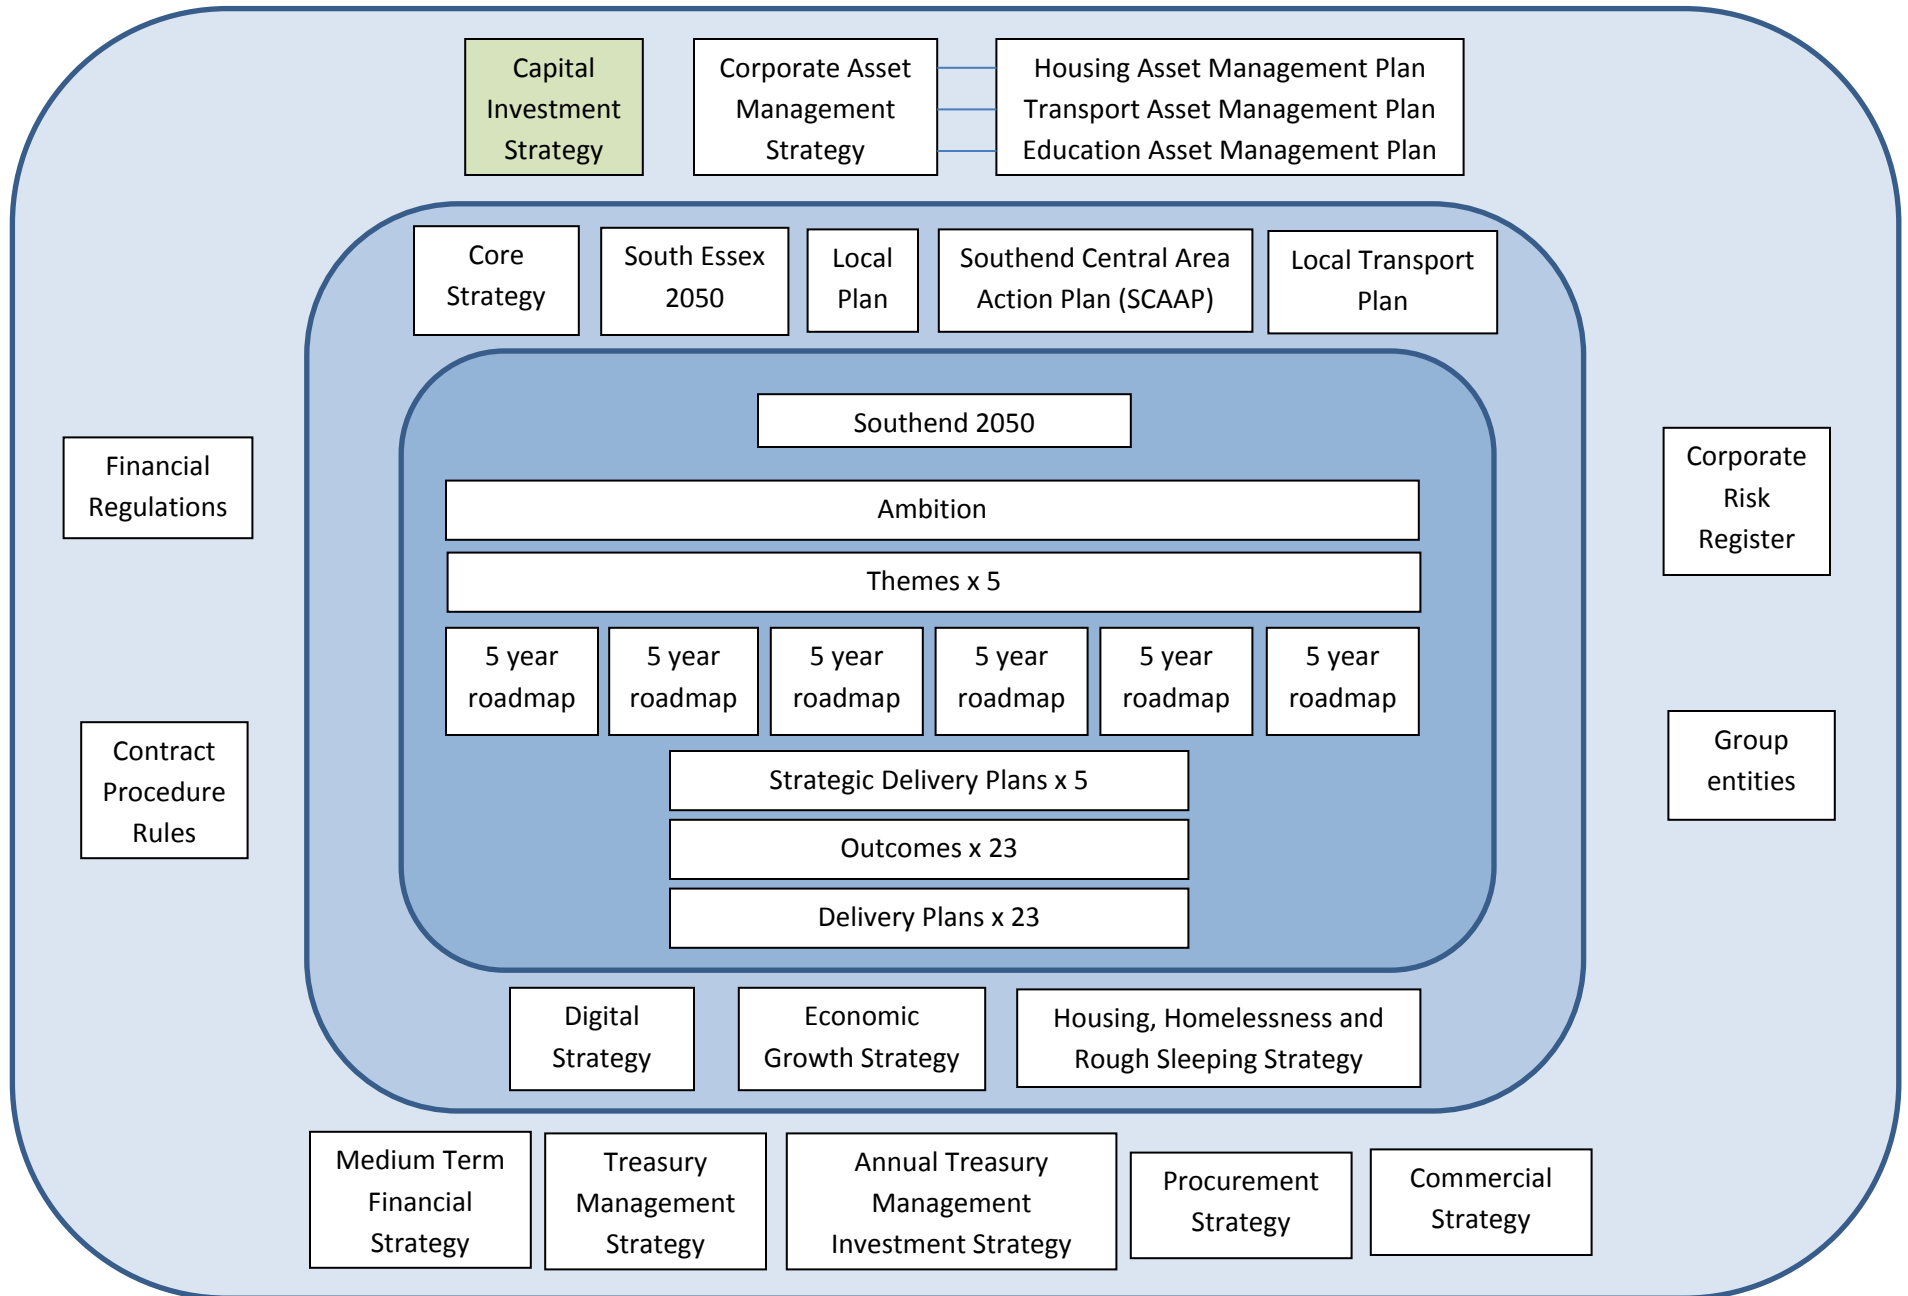 Capital
Investment
Strategy
Corporate Asset
Management
Strategy
Housing Asset Management Plan
Transport Asset Management Plan
Education Asset Management Plan
Core
Strategy
South Essex
2050
Local
Plan
Southend Central Area
Action Plan (SCAAP)
Local Transport
Plan
Southend 2050
Financial
Regulations
Corporate
Risk
Register
Ambition
Themes x 5
5 year
roadmap
5 year
roadmap
5 year
roadmap
5 year
roadmap
5 year
roadmap
5 year
roadmap
Contract
Procedure
Rules
Group
entities
Strategic Delivery Plans x 5
Outcomes x 23
Delivery Plans x 23
Digital
Strategy
Economic
Growth Strategy
Housing, Homelessness and
Rough Sleeping Strategy
Medium Term
Financial
Strategy
Treasury
Management
Strategy
Annual Treasury
Management
Investment Strategy
Procurement
Strategy
Commercial
Strategy